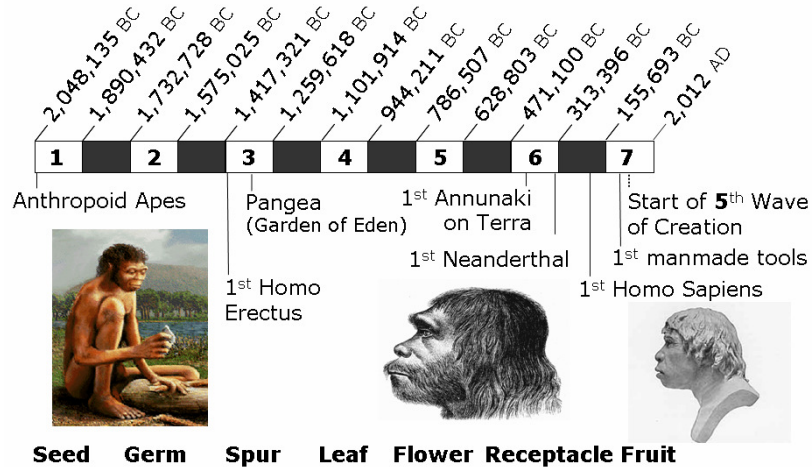 2,048,135 BC
1,890,432 BC
1,732,728 BC
1,575,025 BC
1,417,321 BC
1,259,618 BC
1,101,914 BC
944,211 BC
786,507 BC
628,803 BC
471,100 BC
313,396 BC
155,693 BC
2,012 AD
1 2 3 4 5 6 7
Anthropoid Apes
Pangea
(Garden of Eden)
1st Annunaki
on Terra
Start of 5th Wave
of Creation
1st Neanderthal
1st manmade tools
1st Homo
Erectus
1st Homo Sapiens
Seed Germ Spur Leaf Flower Receptacle Fruit